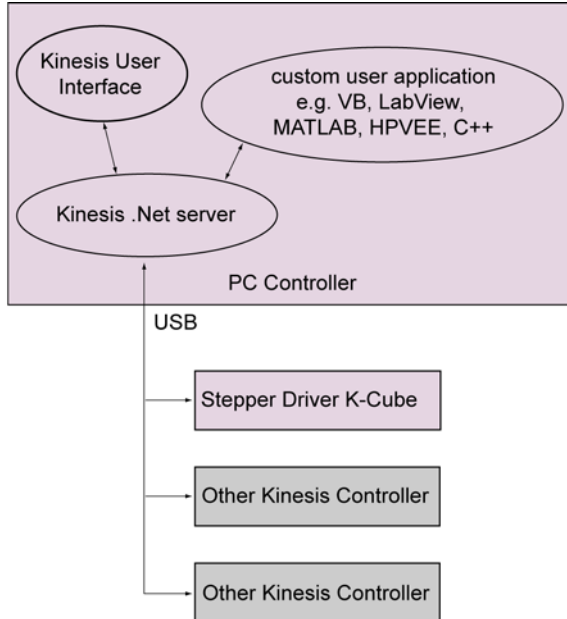 Kinesis User
Interface
custom user application
e.g. VB, LabView,
MATLAB, HPVEE, C++
Kinesis .Net server
PC Controller
USB
Stepper Driver K-Cube
Other Kinesis Controller
Other Kinesis Controller